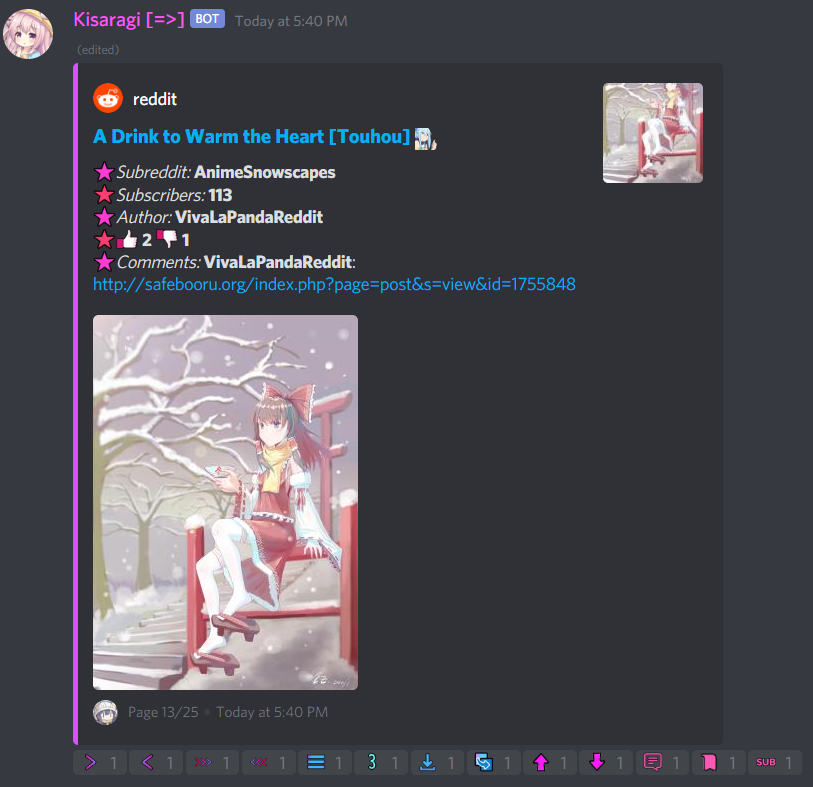 Kisaragi [=>] BOT Today at 5:40 PM
(edited)
reddit
A Drink to Warm the Heart [Touhou]
Subreddit: AnimeSnowscapes
Subscribers: 113
Author: VivaLaPandaReddit
2 1
Comments: VivaLaPandaReddit:
http://safebooru.org/index.php?page=post&s=view&id=1755848
Page 13/25 • Today at 5:40 PM
1 1 1 1 1 3 1 1 1 1 1 1 1 SUB 1